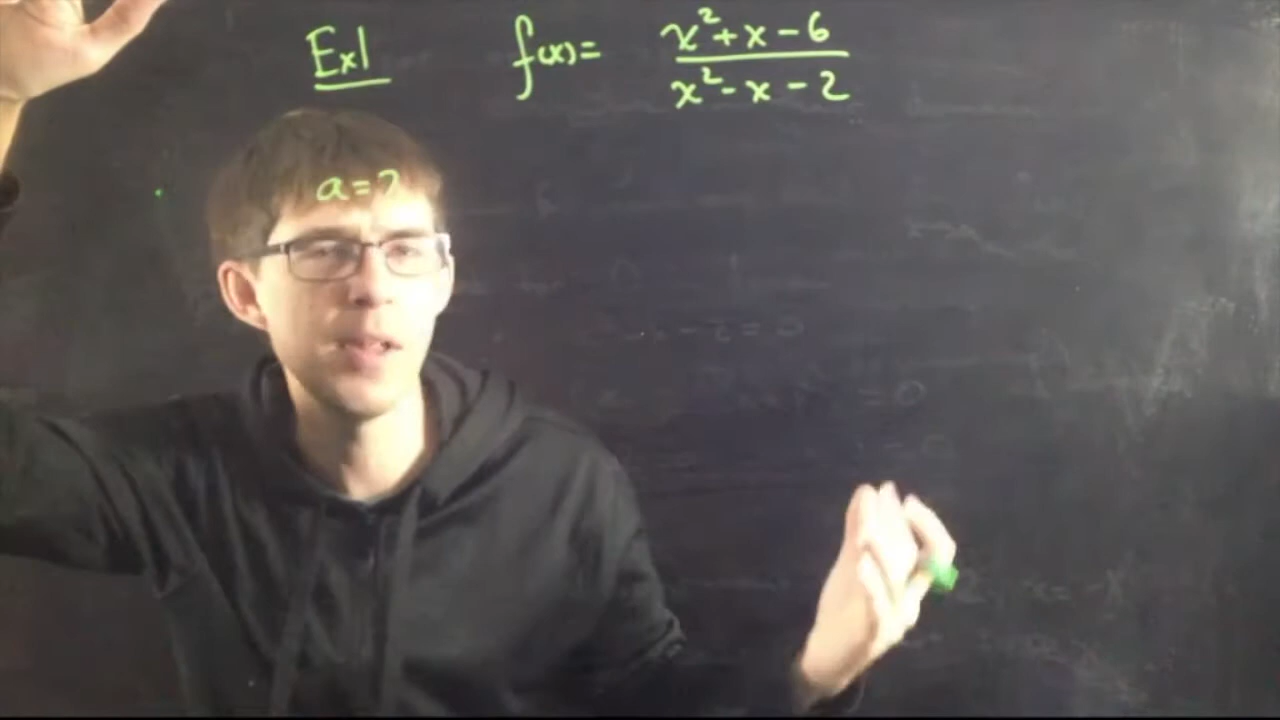 Ex1 f(x)= x²+x-6 / x²-x-2
a=?